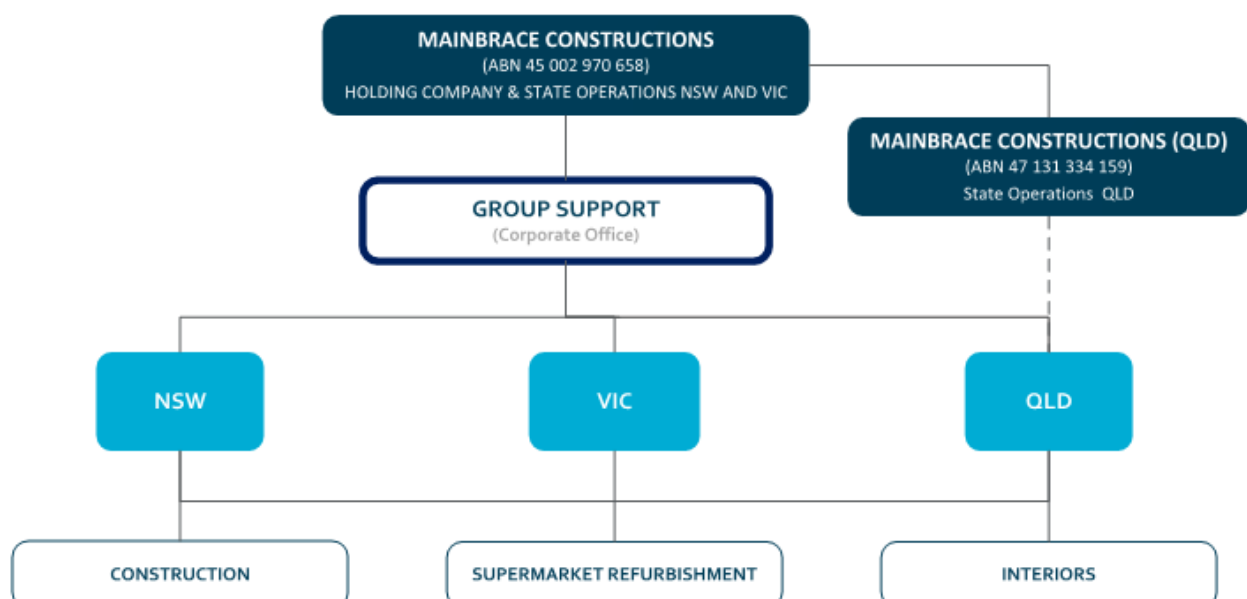 MAINBRACE CONSTRUCTIONS
(ABN 45 002 970 658)
HOLDING COMPANY & STATE OPERATIONS NSW AND VIC
MAINBRACE CONSTRUCTIONS (QLD)
(ABN 47 131 334 159)
State Operations QLD
GROUP SUPPORT
(Corporate Office)
NSW
VIC
QLD
CONSTRUCTION
SUPERMARKET REFURBISHMENT
INTERIORS